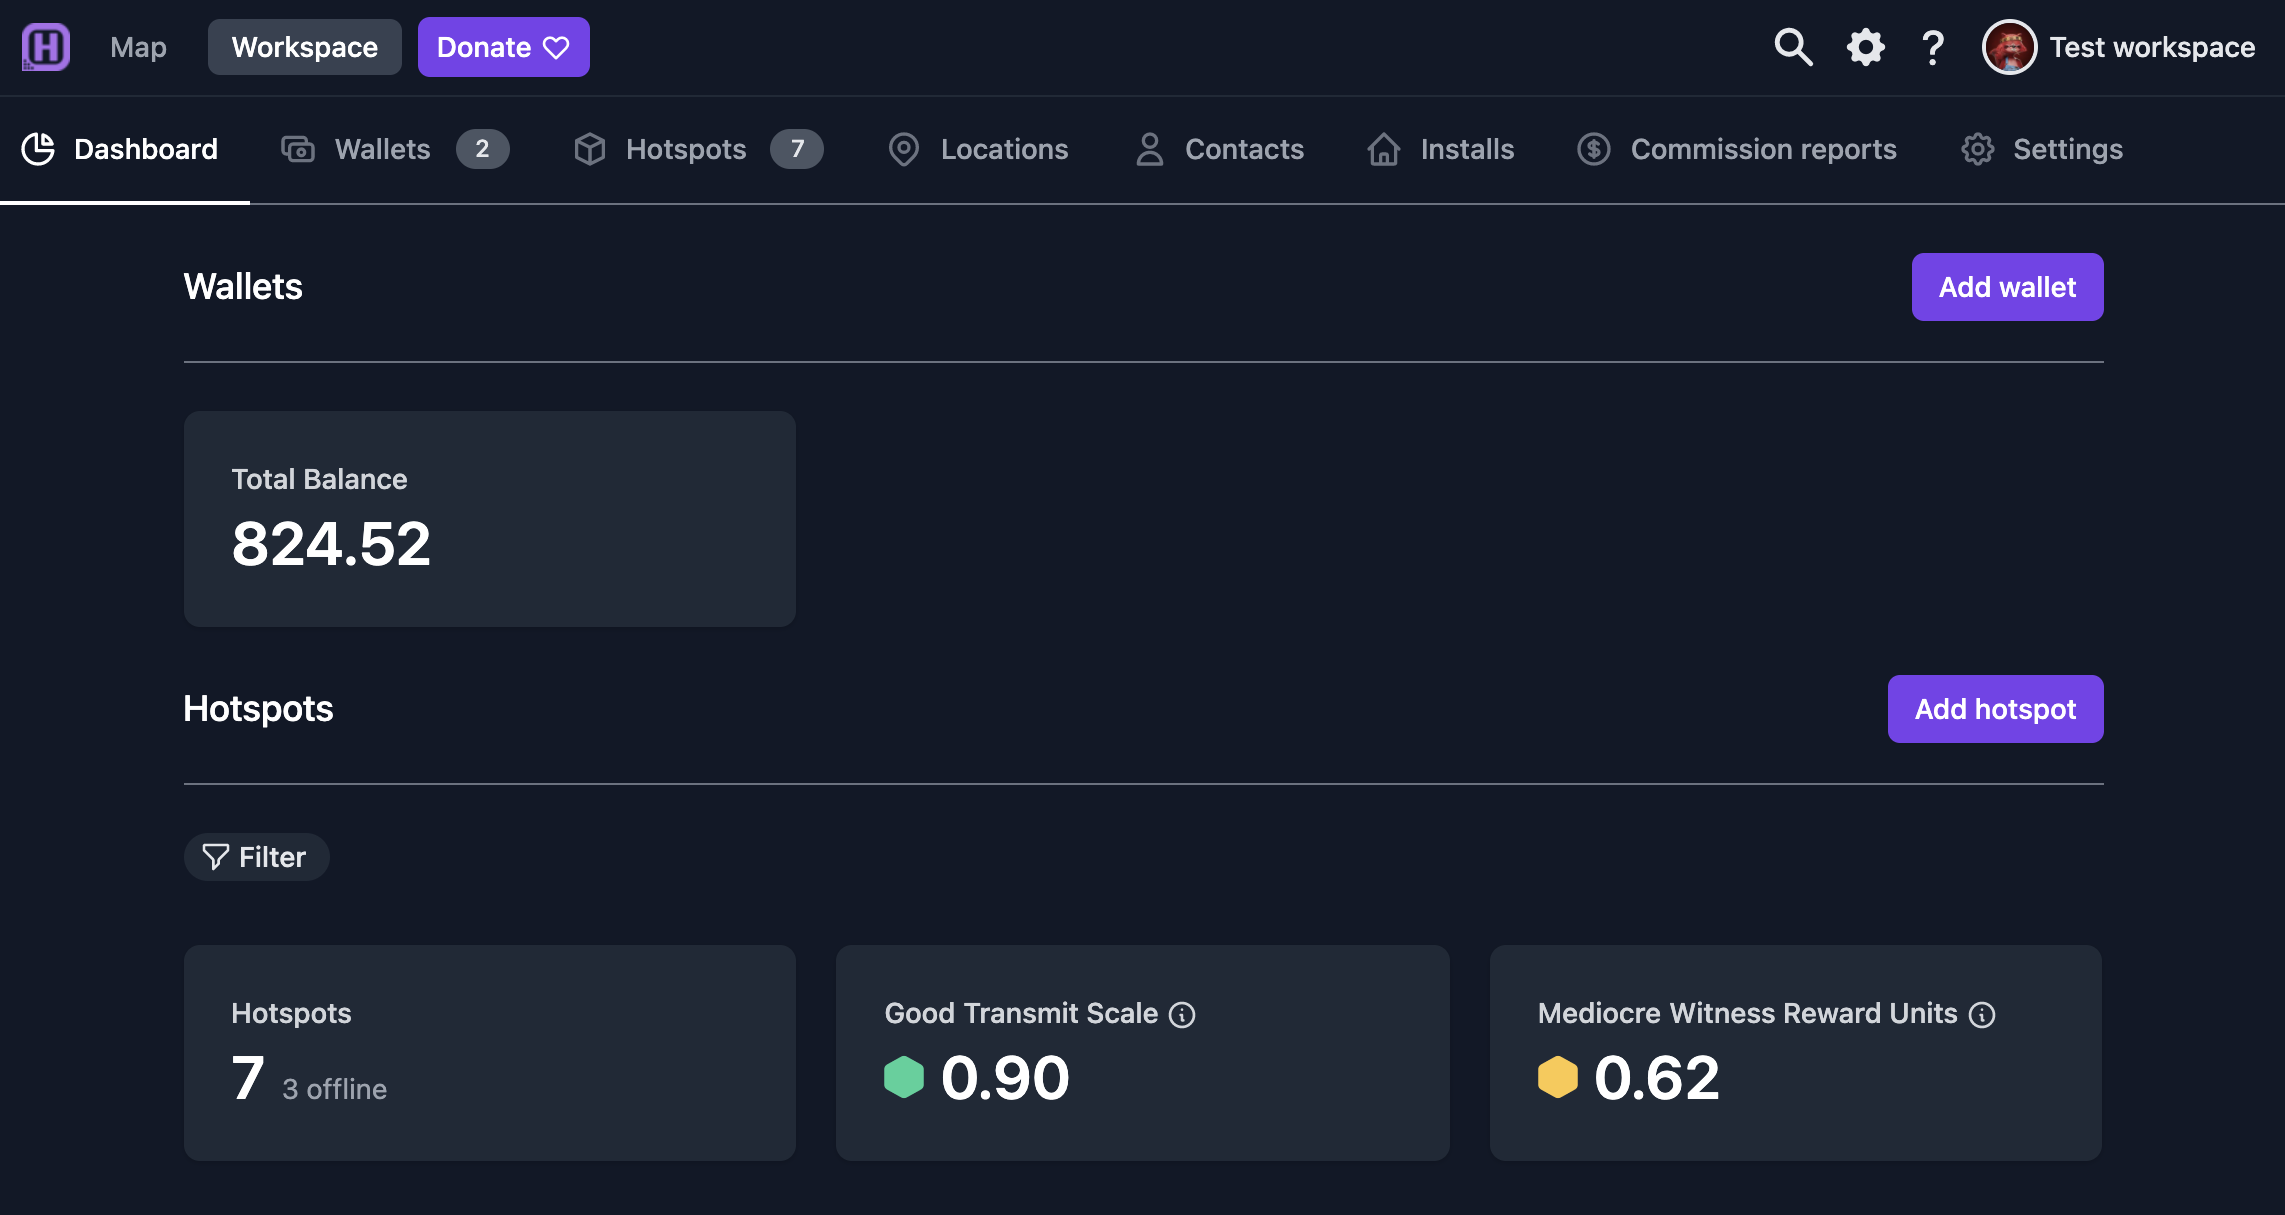 H Map Workspace Donate Test workspace
Dashboard Wallets 2 Hotspots 7 Locations Contacts Installs Commission reports Settings
Wallets Add wallet
Total Balance
824.52
Hotspots Add hotspot
Filter
Hotspots Good Transmit Scale Mediocre Witness Reward Units
7 3 offline 0.90 0.62